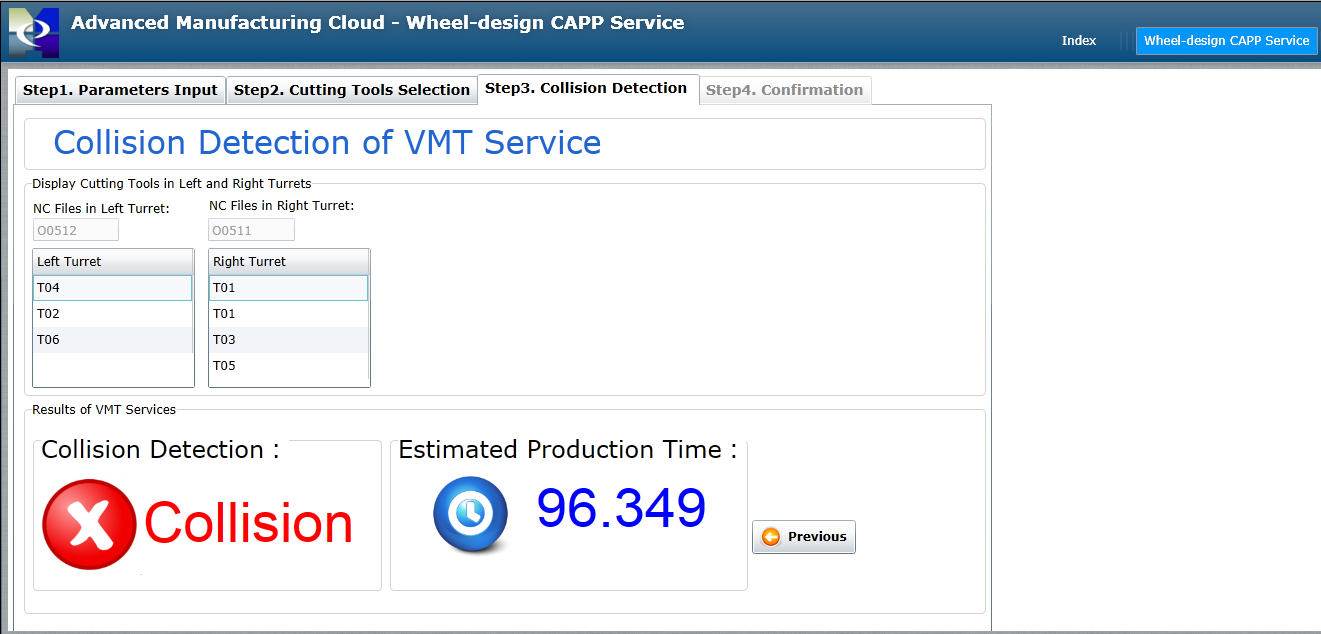 Advanced Manufacturing Cloud - Wheel-design CAPP Service
Index
Wheel-design CAPP Service
Step1. Parameters Input
Step2. Cutting Tools Selection
Step3. Collision Detection
Step4. Confirmation
Collision Detection of VMT Service
Display Cutting Tools in Left and Right Turrets
NC Files in Left Turret:
NC Files in Right Turret:
O0512
O0511
Left Turret
T04
T02
T06
Right Turret
T01
T01
T03
T05
Results of VMT Services
Collision Detection :
Collision
Estimated Production Time :
96.349
Previous